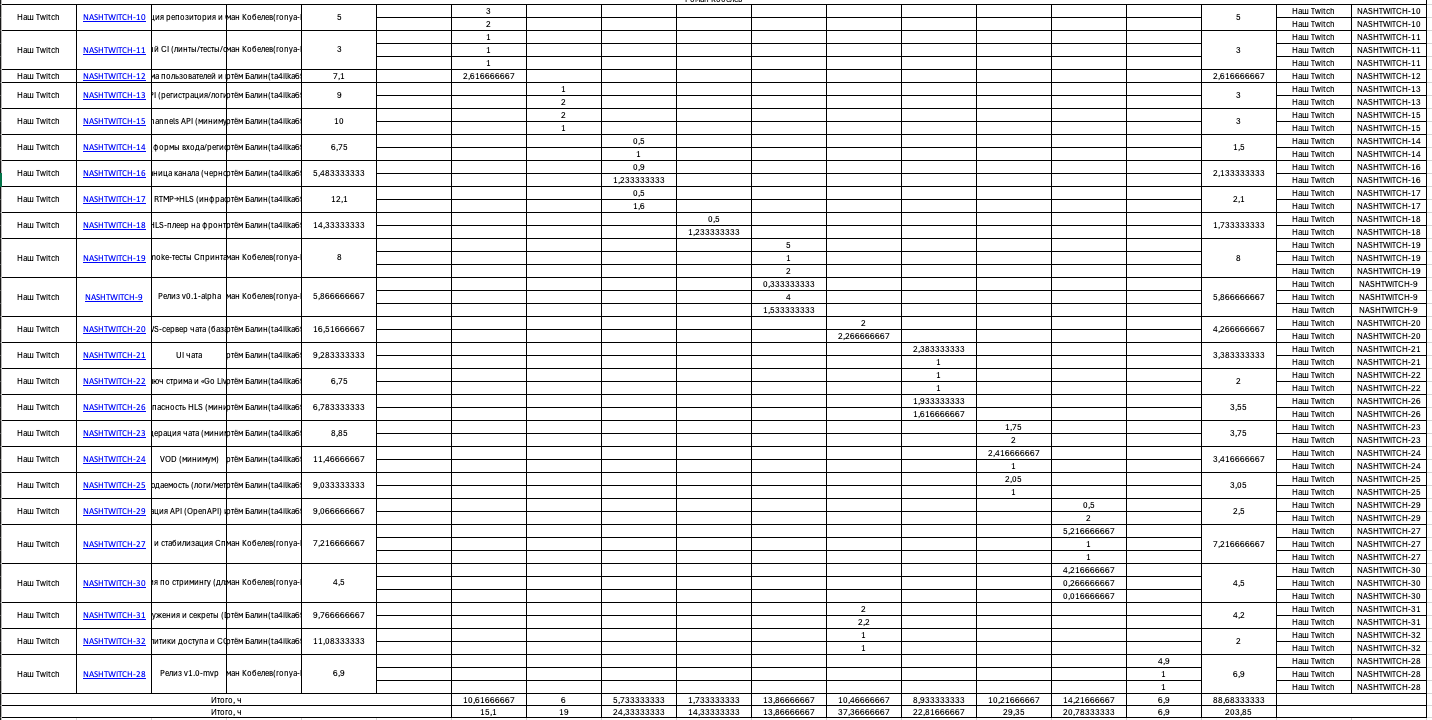 Наш Twitch NASHTWITCH-10 ция репозитория и ман Кобелев(ronya- 5 3 5 Наш Twitch NASHTWITCH-10
2 Наш Twitch NASHTWITCH-10
1 Наш Twitch NASHTWITCH-11
Наш Twitch NASHTWITCH-11 й CI (линты/тесты/ ман Кобелев(ronya- 3 1 3 Наш Twitch NASHTWITCH-11
1 Наш Twitch NASHTWITCH-11
Наш Twitch NASHTWITCH-12 ма пользователей и ртём Балин(ta4ilka6 7,1 2,616666667 2,616666667 Наш Twitch NASHTWITCH-12
Наш Twitch NASHTWITCH-13 PI (регистрация/логи ртём Балин(ta4ilka6 9 1 3 Наш Twitch NASHTWITCH-13
2 Наш Twitch NASHTWITCH-13
Наш Twitch NASHTWITCH-15 hannels API (миниму ртём Балин(ta4ilka6 10 2 3 Наш Twitch NASHTWITCH-15
1 Наш Twitch NASHTWITCH-15
Наш Twitch NASHTWITCH-14 формы входа/реги ртём Балин(ta4ilka6 6,75 0,5 1,5 Наш Twitch NASHTWITCH-14
1 Наш Twitch NASHTWITCH-14
Наш Twitch NASHTWITCH-16 ница канала (черно ртём Балин(ta4ilka6 5,483333333 0,9 2,133333333 Наш Twitch NASHTWITCH-16
1,233333333 Наш Twitch NASHTWITCH-16
Наш Twitch NASHTWITCH-17 RTMP→HLS (инфра ртём Балин(ta4ilka6 12,1 0,5 2,1 Наш Twitch NASHTWITCH-17
1,6 Наш Twitch NASHTWITCH-17
Наш Twitch NASHTWITCH-18 HLS-плеер на фронт ртём Балин(ta4ilka6 14,33333333 0,5 1,733333333 Наш Twitch NASHTWITCH-18
1,233333333 Наш Twitch NASHTWITCH-18
5 Наш Twitch NASHTWITCH-19
Наш Twitch NASHTWITCH-19 moke-тесты Спринта ман Кобелев(ronya- 8 1 8 Наш Twitch NASHTWITCH-19
2 Наш Twitch NASHTWITCH-19
0,333333333 Наш Twitch NASHTWITCH-9
Наш Twitch NASHTWITCH-9 Релиз v0.1-alpha ман Кобелев(ronya- 5,866666667 4 5,866666667 Наш Twitch NASHTWITCH-9
1,533333333 Наш Twitch NASHTWITCH-9
Наш Twitch NASHTWITCH-20 WS-сервер чата (баз ртём Балин(ta4ilka6 16,51666667 2 4,266666667 Наш Twitch NASHTWITCH-20
2,266666667 Наш Twitch NASHTWITCH-20
Наш Twitch NASHTWITCH-21 UI чата ртём Балин(ta4ilka6 9,283333333 2,383333333 3,383333333 Наш Twitch NASHTWITCH-21
1 Наш Twitch NASHTWITCH-21
Наш Twitch NASHTWITCH-22 юч стрима и «Go Liv ртём Балин(ta4ilka6 6,75 1 2 Наш Twitch NASHTWITCH-22
1 Наш Twitch NASHTWITCH-22
Наш Twitch NASHTWITCH-26 пасность HLS (мини ртём Балин(ta4ilka6 6,783333333 1,933333333 3,55 Наш Twitch NASHTWITCH-26
1,616666667 Наш Twitch NASHTWITCH-26
Наш Twitch NASHTWITCH-23 дерация чата (мини ртём Балин(ta4ilka6 8,85 1,75 3,75 Наш Twitch NASHTWITCH-23
2 Наш Twitch NASHTWITCH-23
Наш Twitch NASHTWITCH-24 VOD (минимум) ртём Балин(ta4ilka6 11,46666667 2,416666667 3,416666667 Наш Twitch NASHTWITCH-24
1 Наш Twitch NASHTWITCH-24
Наш Twitch NASHTWITCH-25 одаемость (логи/мет ртём Балин(ta4ilka6 9,033333333 2,05 3,05 Наш Twitch NASHTWITCH-25
1 Наш Twitch NASHTWITCH-25
Наш Twitch NASHTWITCH-29 ация API (OpenAPI) ртём Балин(ta4ilka6 9,066666667 0,5 2,5 Наш Twitch NASHTWITCH-29
2 Наш Twitch NASHTWITCH-29
5,216666667 Наш Twitch NASHTWITCH-27
Наш Twitch NASHTWITCH-27 и стабилизация Сп ман Кобелев(ronya- 7,216666667 1 7,216666667 Наш Twitch NASHTWITCH-27
1 Наш Twitch NASHTWITCH-27
4,216666667 Наш Twitch NASHTWITCH-30
Наш Twitch NASHTWITCH-30 ия по стримингу (дл ман Кобелев(ronya- 4,5 0,266666667 4,5 Наш Twitch NASHTWITCH-30
0,016666667 Наш Twitch NASHTWITCH-30
Наш Twitch NASHTWITCH-31 ужения и секреты ( ртём Балин(ta4ilka6 9,766666667 2 4,2 Наш Twitch NASHTWITCH-31
2,2 Наш Twitch NASHTWITCH-31
Наш Twitch NASHTWITCH-32 литики доступа и CO ртём Балин(ta4ilka6 11,08333333 1 2 Наш Twitch NASHTWITCH-32
1 Наш Twitch NASHTWITCH-32
4,9 Наш Twitch NASHTWITCH-28
Наш Twitch NASHTWITCH-28 Релиз v1.0-mvp ман Кобелев(ronya- 6,9 1 6,9 Наш Twitch NASHTWITCH-28
1 Наш Twitch NASHTWITCH-28
Итого, ч 10,61666667 6 5,733333333 1,733333333 13,86666667 10,46666667 8,933333333 10,21666667 14,21666667 6,9 88,68333333
Итого, ч 15,1 19 24,33333333 14,33333333 13,86666667 37,36666667 22,81666667 29,35 20,78333333 6,9 203,85